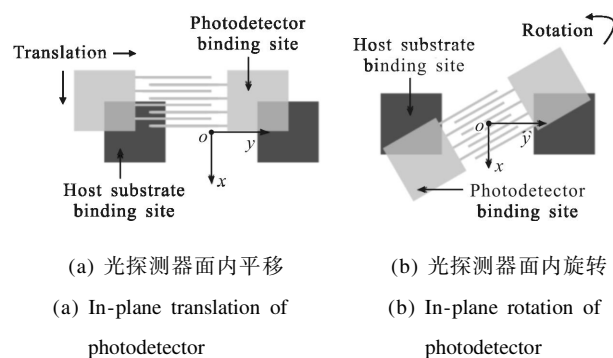 Translation
Photodetector
binding site
o
y
x
Host substrate
binding site
(a) 光探测器面内平移
(a) In-plane translation of
photodetector
Rotation
Host substrate
binding site
o
y
x
Photodetector
binding site
(b) 光探测器面内旋转
(b) In-plane rotation of
photodetector